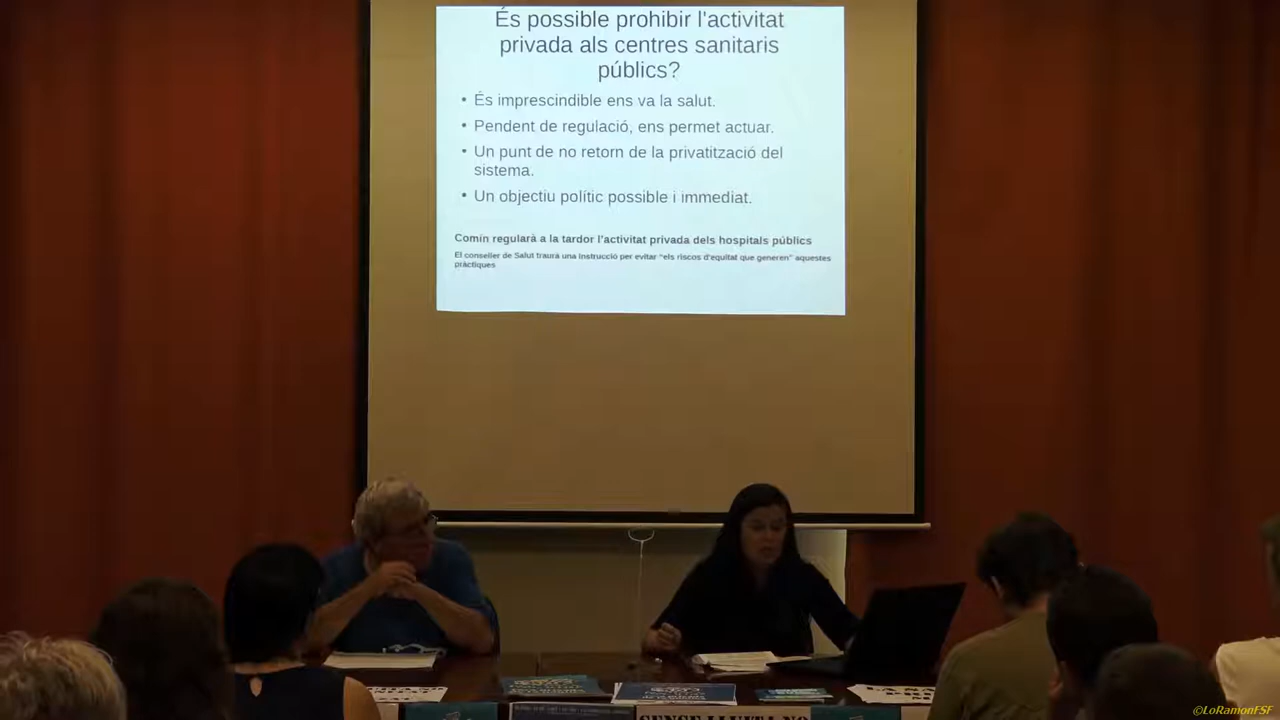 És possible prohibir l'activitat
privada als centres sanitaris
públics?
• És imprescindible ens va la salut.
• Pendent de regulació, ens permet actuar.
• Un punt de no retorn de la privatització del
sistema.
• Un objectiu polític possible i immediat.
Comín regularà a la tardor l'activitat privada dels hospitals públics
El conseller de Salut traurà una instrucció per evitar "els riscos d'equitat que generen" aquestes
pràctiques
SENSE LLUITA NO
©LoRamonFSF